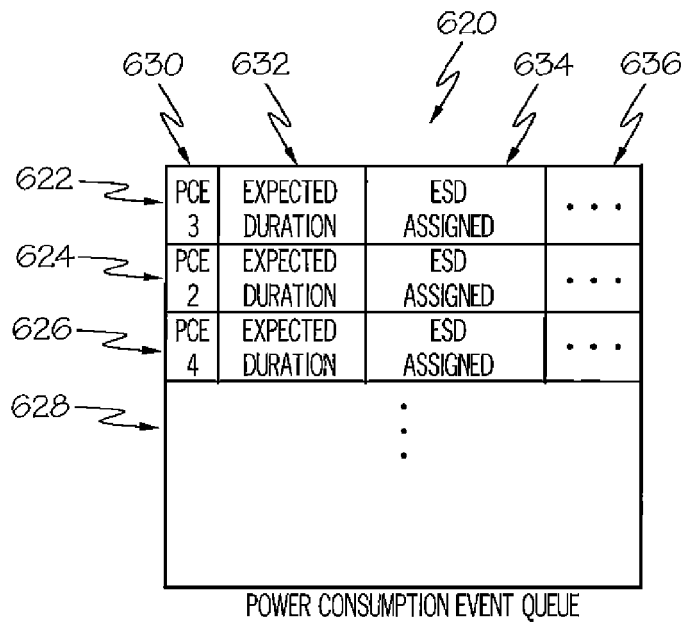 620
630 632 634 636
622 PCE EXPECTED ESD . . .
3 DURATION ASSIGNED
624 PCE EXPECTED ESD . . .
2 DURATION ASSIGNED
626 PCE EXPECTED ESD . . .
4 DURATION ASSIGNED
628
POWER CONSUMPTION EVENT QUEUE